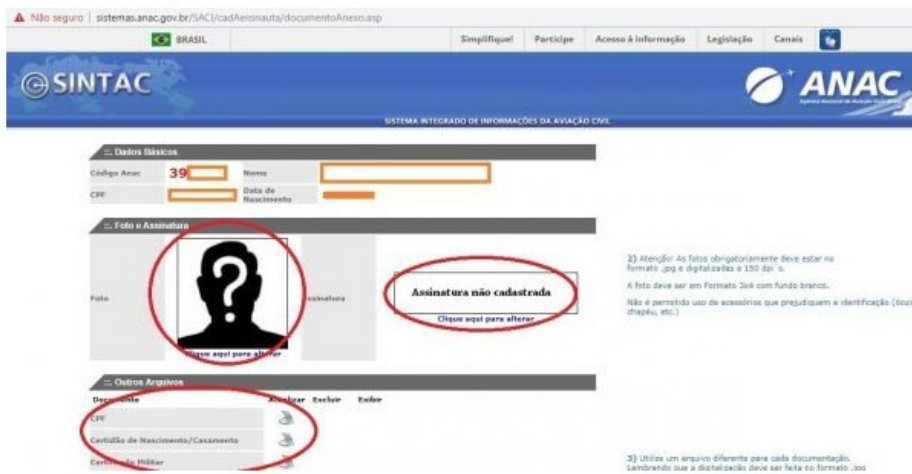 Não seguro | sistemas.anac.gov.br/SACI/cadAeronauta/documentoAnexo.asp
BRASIL Simplifique! Participe Acesso à informação Legislação Canais
SINTAC ANAC
SISTEMA INTEGRADO DE INFORMAÇÕES DA AVIAÇÃO CIVIL
::. Dados Básicos
Código Anac 39 Nome
CPF Data de Nascimento
::. Foto e Assinatura
Foto
Clique aqui para alterar
Assinatura
Assinatura não cadastrada
Clique aqui para alterar
2) Atenção! As fotos obrigatoriamente deve estar no
formato .jpg e digitalizadas a 150 dpi`s.
A foto deve ser em Formato 3x4 com fundo branco.
Não é permitido uso de acessórios que prejudiquem a identificação (ócul
chapéu, etc.)
::. Outros Arquivos
Documento Atualizar Excluir Exibir
CPF
Certidão de Nascimento/Casamento
Certificado Militar
3) Utilize um arquivo diferente para cada documentação.
Lembrando que a digitalização deve ser feita no formato .jpg